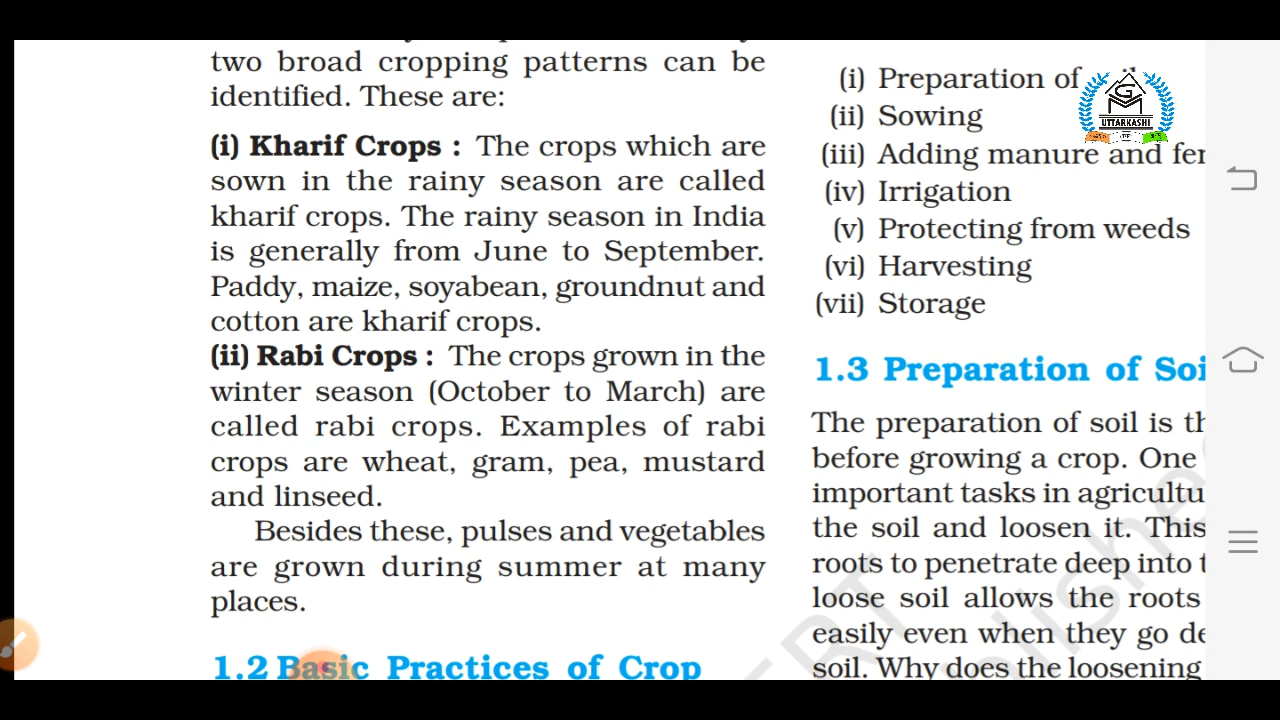 two broad cropping patterns can be
identified. These are:
(i) Kharif Crops : The crops which are
sown in the rainy season are called
kharif crops. The rainy season in India
is generally from June to September.
Paddy, maize, soyabean, groundnut and
cotton are kharif crops.
(ii) Rabi Crops : The crops grown in the
winter season (October to March) are
called rabi crops. Examples of rabi
crops are wheat, gram, pea, mustard
and linseed.
Besides these, pulses and vegetables
are grown during summer at many
places.
1.2 Basic Practices of Crop
(i) Preparation of
(ii) Sowing
(iii) Adding manure and fer
(iv) Irrigation
(v) Protecting from weeds
(vi) Harvesting
(vii) Storage
1.3 Preparation of Soi
The preparation of soil is th
before growing a crop. One
important tasks in agricultu
the soil and loosen it. This
roots to penetrate deep into t
loose soil allows the roots
easily even when they go de
soil. Why does the loosening
G
UTTARKASHI